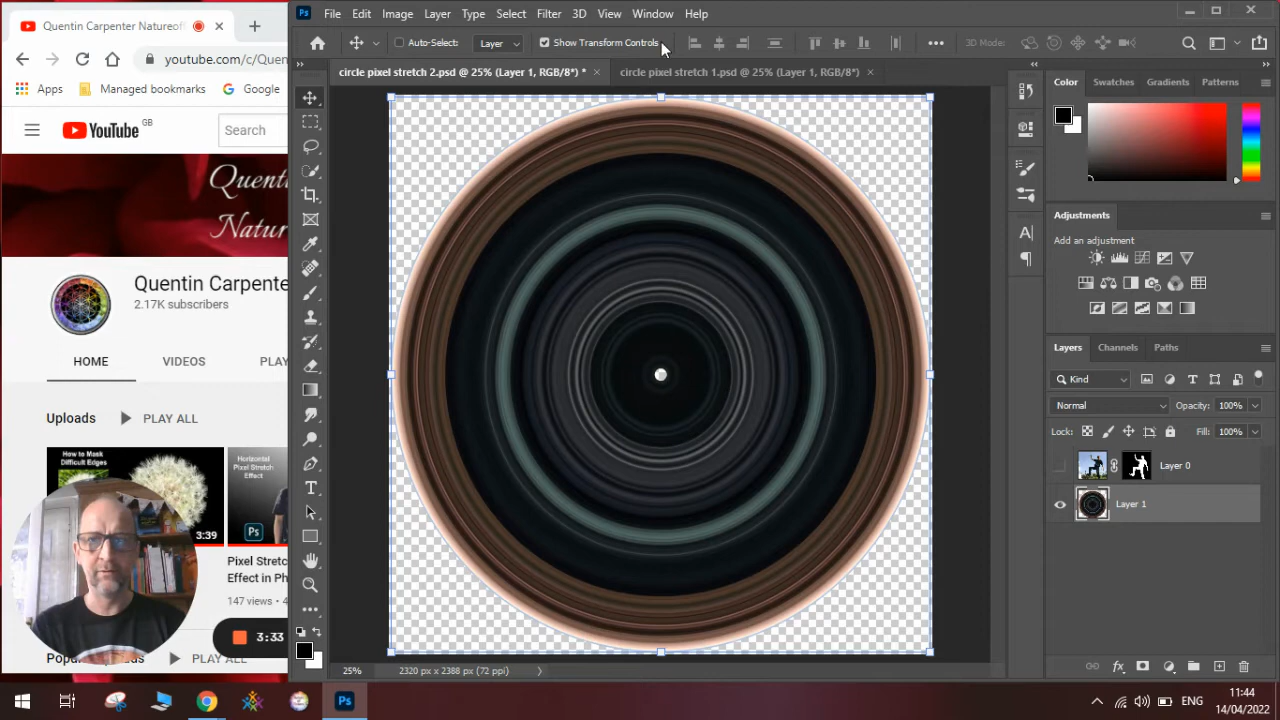 Quentin Carpenter Natureof
File Edit Image Layer Type Select Filter 3D View Window Help
Auto-Select: Layer Show Transform Controls 3D Mode:
youtube.com/c/Quen
circle pixel stretch 2.psd @ 25% (Layer 1, RGB/8*) * circle pixel stretch 1.psd @ 25% (Layer 1, RGB/8*)
Color Swatches Gradients Patterns
Apps Managed bookmarks Google
YouTube GB Search
Quent
Natur
Adjustments
Add an adjustment
Quentin Carpente
2.17K subscribers
HOME VIDEOS PLAY
Layers Channels Paths
Kind
Normal Opacity: 100%
Lock: Fill: 100%
Uploads PLAY ALL
How to Mask
Difficult Edges
Horizontal
Pixel Stretch
Effect
Layer 0
Layer 1
3:39
Ps
Pixel Stretch
Effect in Ph
147 views • 4
3:33
PLAY ALL
25% 2320 px x 2388 px (72 ppi)
Ps
ENG
11:44
14/04/2022